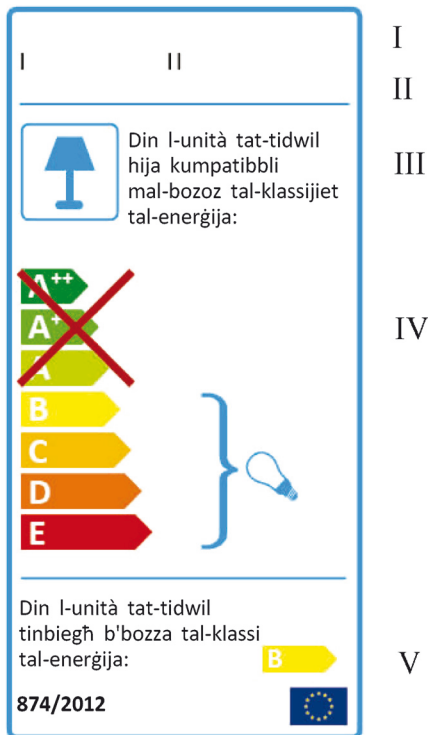 I II
I
II
Din l-unità tat-tidwil
hija kumpatibbli
mal-bozoz tal-klassijiet
tal-enerġija:
III
A++
A+
A
IV
B
C
D
E
Din l-unità tat-tidwil
tinbiegħ b'bozza tal-klassi
tal-enerġija:
B
V
874/2012